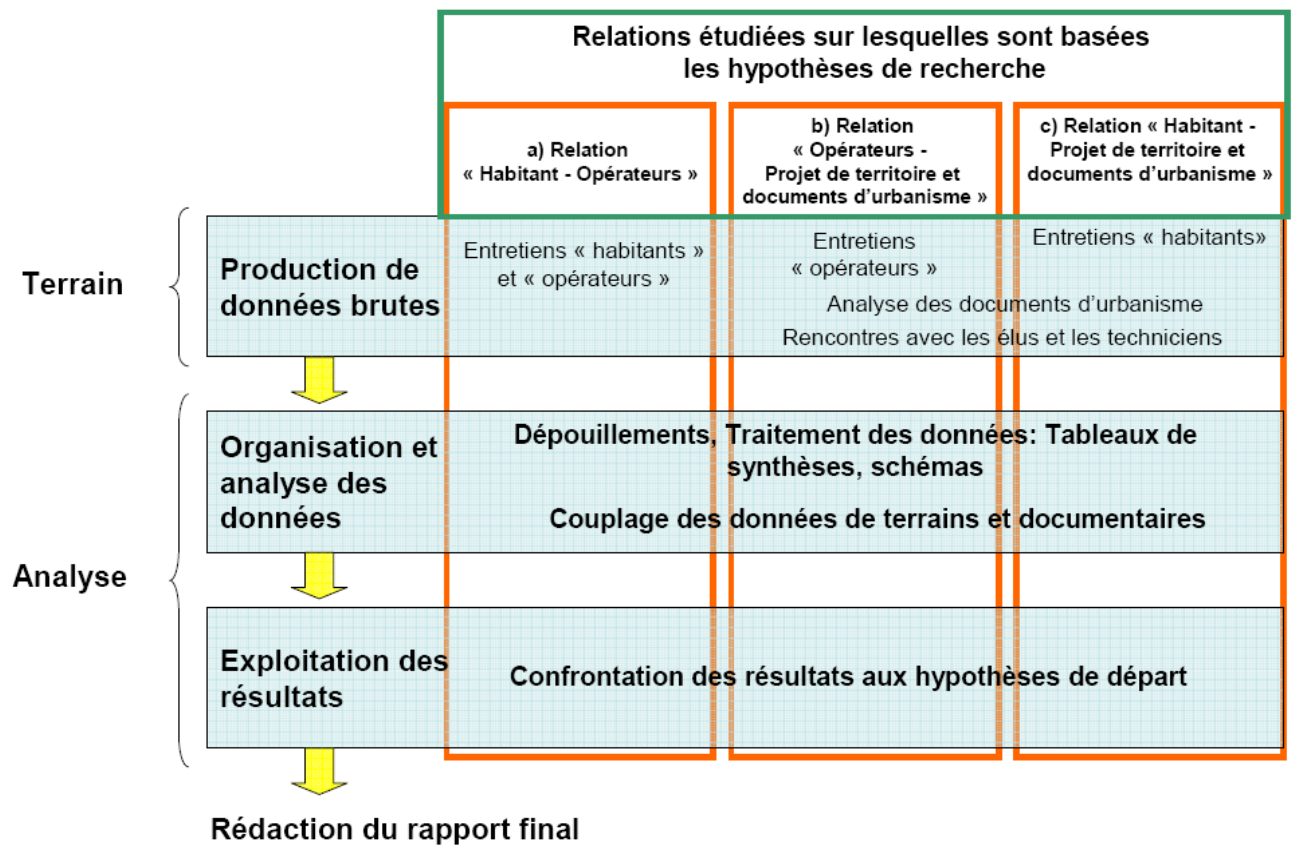 Relations étudiées sur lesquelles sont basées
les hypothèses de recherche
a) Relation
« Habitant - Opérateurs »
b) Relation
« Opérateurs -
Projet de territoire et
documents d'urbanisme »
c) Relation « Habitant -
Projet de territoire et
documents d'urbanisme »
Terrain
Production de
données brutes
Entretiens « habitants »
et « opérateurs »
Entretiens
« opérateurs »
Entretiens « habitants»
Analyse des documents d'urbanisme
Rencontres avec les élus et les techniciens
Analyse
Organisation et
analyse des
données
Dépouillements, Traitement des données: Tableaux de
synthèses, schémas
Couplage des données de terrains et documentaires
Exploitation des
résultats
Confrontation des résultats aux hypothèses de départ
Rédaction du rapport final